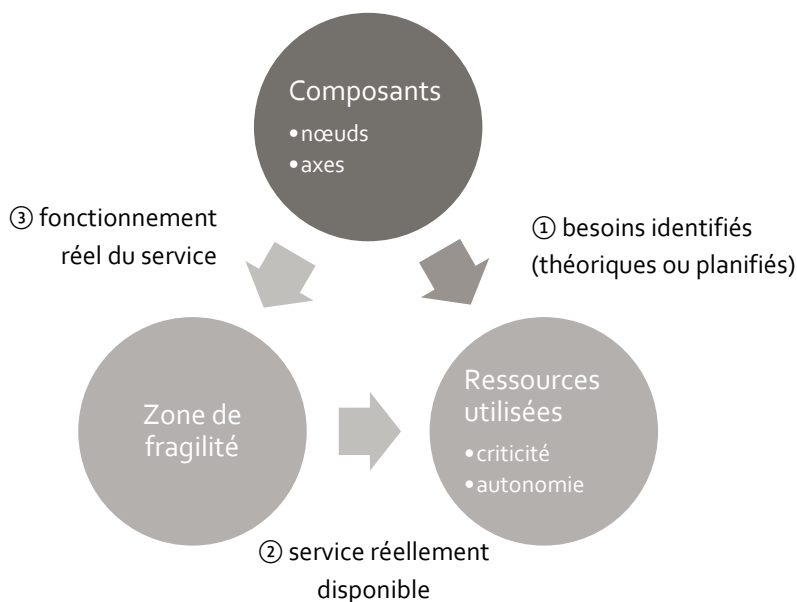 Composants
•nœuds
•axes
③ fonctionnement
réel du service
① besoins identifiés
(théoriques ou planifiés)
Zone de
fragilité
Ressources
utilisées
•criticité
•autonomie
② service réellement
disponible